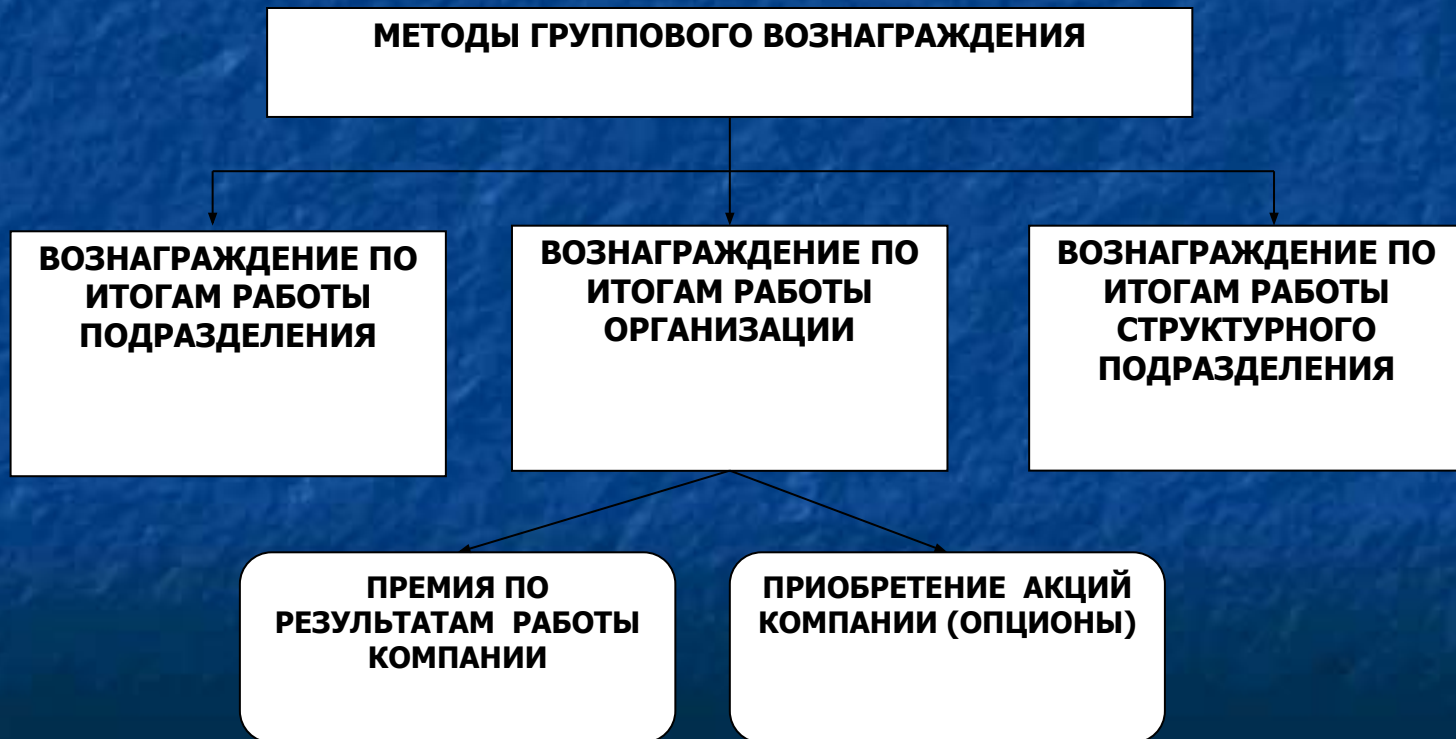 МЕТОДЫ ГРУППОВОГО ВОЗНАГРАЖДЕНИЯ
ВОЗНАГРАЖДЕНИЕ ПО
ИТОГАМ РАБОТЫ
ПОДРАЗДЕЛЕНИЯ
ВОЗНАГРАЖДЕНИЕ ПО
ИТОГАМ РАБОТЫ
ОРГАНИЗАЦИИ
ВОЗНАГРАЖДЕНИЕ ПО
ИТОГАМ РАБОТЫ
СТРУКТУРНОГО
ПОДРАЗДЕЛЕНИЯ
ПРЕМИЯ ПО
РЕЗУЛЬТАТАМ РАБОТЫ
КОМПАНИИ
ПРИОБРЕТЕНИЕ АКЦИЙ
КОМПАНИИ (ОПЦИОНЫ)